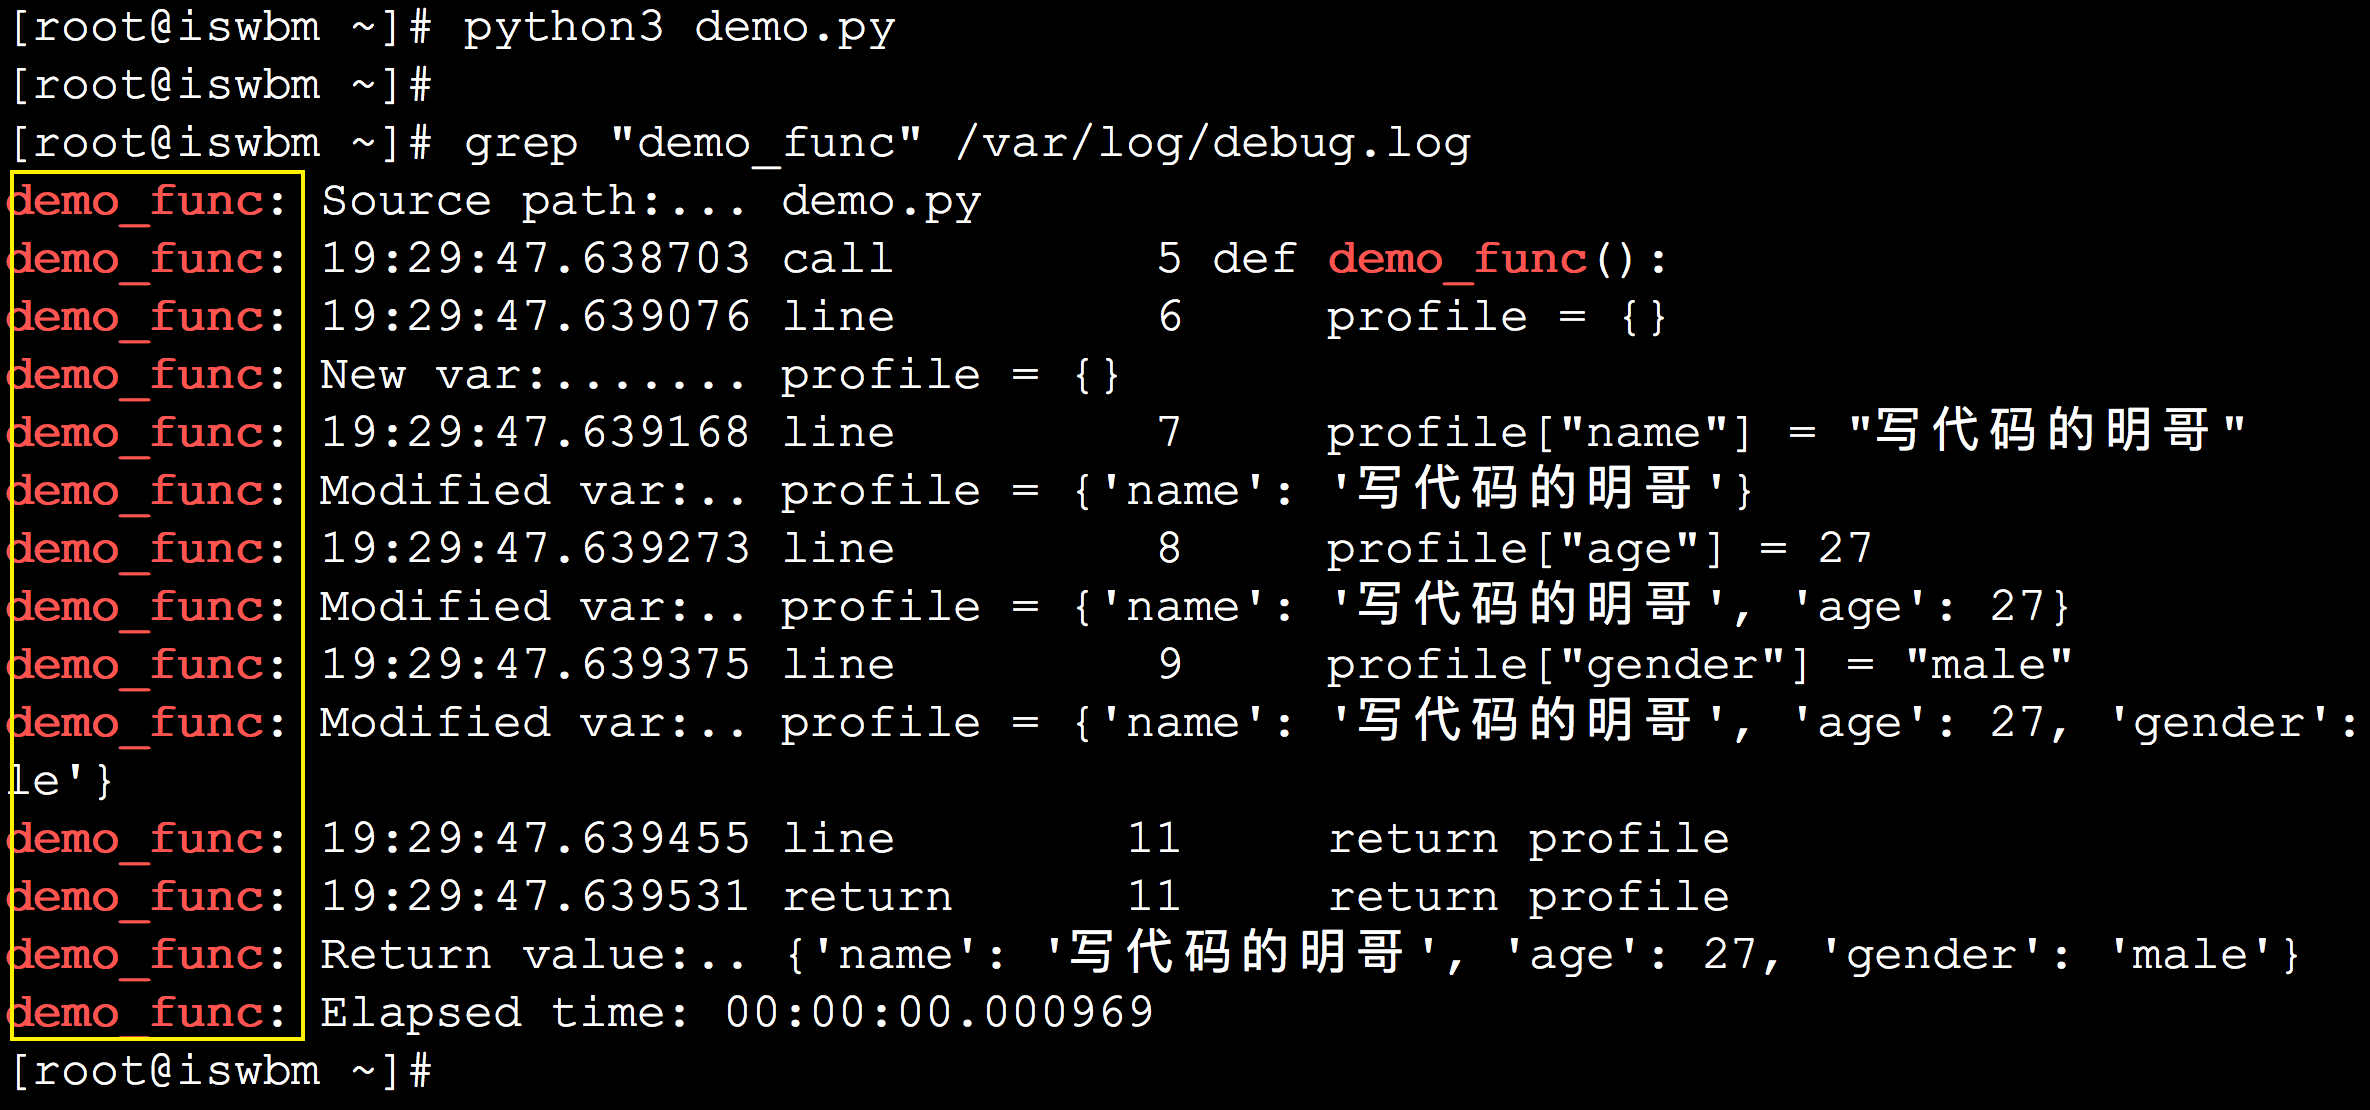 [root@iswbm ~]# python3 demo.py
[root@iswbm ~]#
[root@iswbm ~]# grep "demo_func" /var/log/debug.log
demo_func: Source path:... demo.py
demo_func: 19:29:47.638703 call         5 def demo_func():
demo_func: 19:29:47.639076 line         6     profile = {}
demo_func: New var:....... profile = {}
demo_func: 19:29:47.639168 line         7     profile["name"] = "写代码的明哥"
demo_func: Modified var:.. profile = {'name': '写代码的明哥'}
demo_func: 19:29:47.639273 line         8     profile["age"] = 27
demo_func: Modified var:.. profile = {'name': '写代码的明哥', 'age': 27}
demo_func: 19:29:47.639375 line         9     profile["gender"] = "male"
demo_func: Modified var:.. profile = {'name': '写代码的明哥', 'age': 27, 'gender':
le'}
demo_func: 19:29:47.639455 line        11     return profile
demo_func: 19:29:47.639531 return      11     return profile
demo_func: Return value:.. {'name': '写代码的明哥', 'age': 27, 'gender': 'male'}
demo_func: Elapsed time: 00:00:00.000969
[root@iswbm ~]#